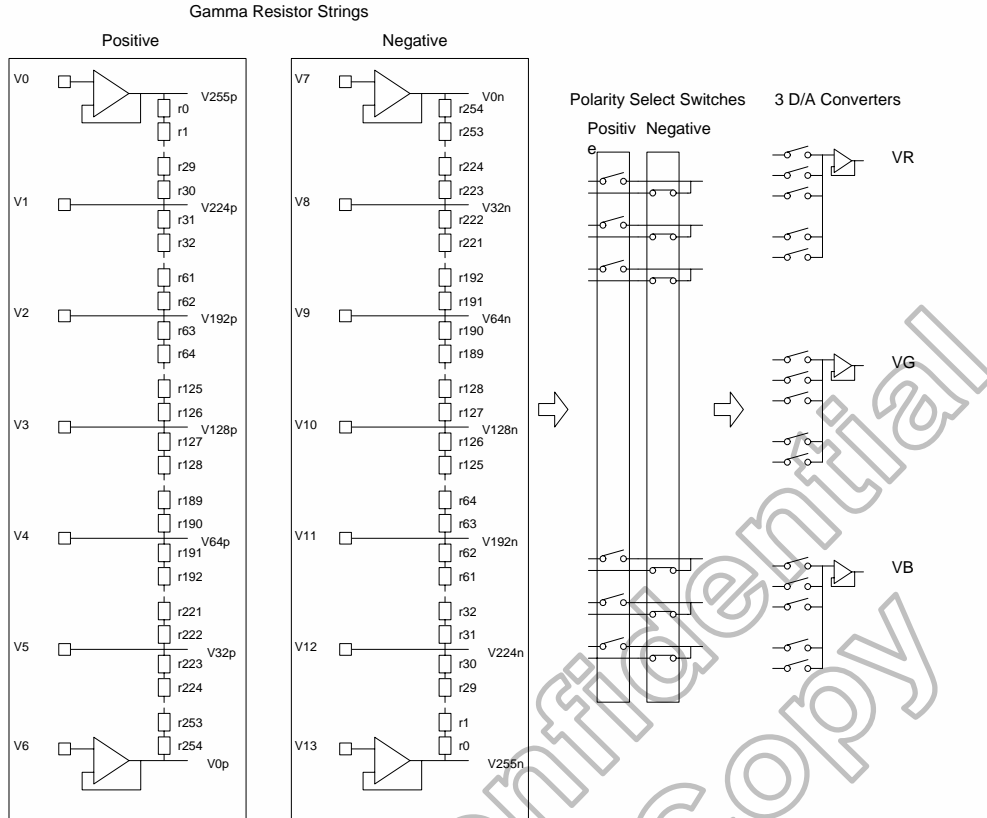 Gamma Resistor Strings
Positive
Negative
V0
V255p
r0
r1
r29
r30
V1
V224p
r31
r32
r61
r62
V2
V192p
r63
r64
r125
r126
V3
V128p
r127
r128
r189
r190
V4
V64p
r191
r192
r221
r222
V5
V32p
r223
r224
r253
r254
V6
V0p
V7
V0n
r254
r253
r224
r223
V8
V32n
r222
r221
r192
r191
V9
V64n
r190
r189
r128
r127
V10
V128n
r126
r125
r64
r63
V11
V192n
r62
r61
r32
r31
V12
V224n
r30
r29
r1
r0
V13
V255n
Polarity Select Switches
Positiv
e
Negative
3 D/A Converters
VR
VG
VB
nfidential
Copy